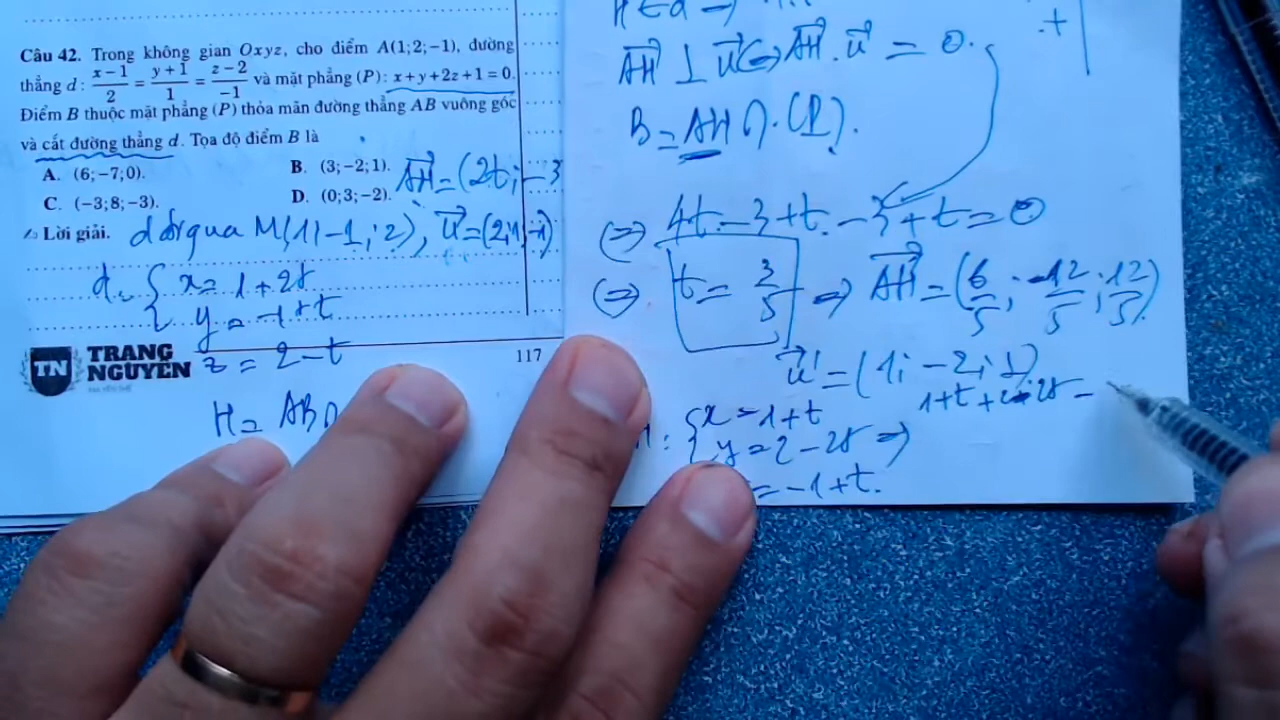 Câu 42. Trong không gian Oxyz, cho điểm A(1;2;−1), đường
thẳng d : (x−1)/2 = (y+1)/1 = (z−2)/−1 và mặt phẳng (P): x+y+2z+1=0.
Điểm B thuộc mặt phẳng (P) thỏa mãn đường thẳng AB vuông góc
và cắt đường thẳng d. Tọa độ điểm B là
A. (6;−7;0).
B. (3;−2;1).
C. (−3;8;−3).
D. (0;3;−2).
AH = (2t; −3
Lời giải.
qua M(1;−1;2), u = (2;1;−1)
d: { x = 1+2t
y = −1+t
z = 2−t
TN TRANG NGUYEN
117
H = AB∩
H ∈ d →
AH ⊥ u ⇔ AH . u = 0.
B = AH ∩ (P).
⇔ 4t − 3 + t − 3 + t = 0
⇔ t = 3/5 ⇒ AH = (6/5; −12/5; 12/5)
u' = (1; −2; 1)
1+t+2−2t −
{ x = 1+t
y = 2−2t ⇒
= −1+t.